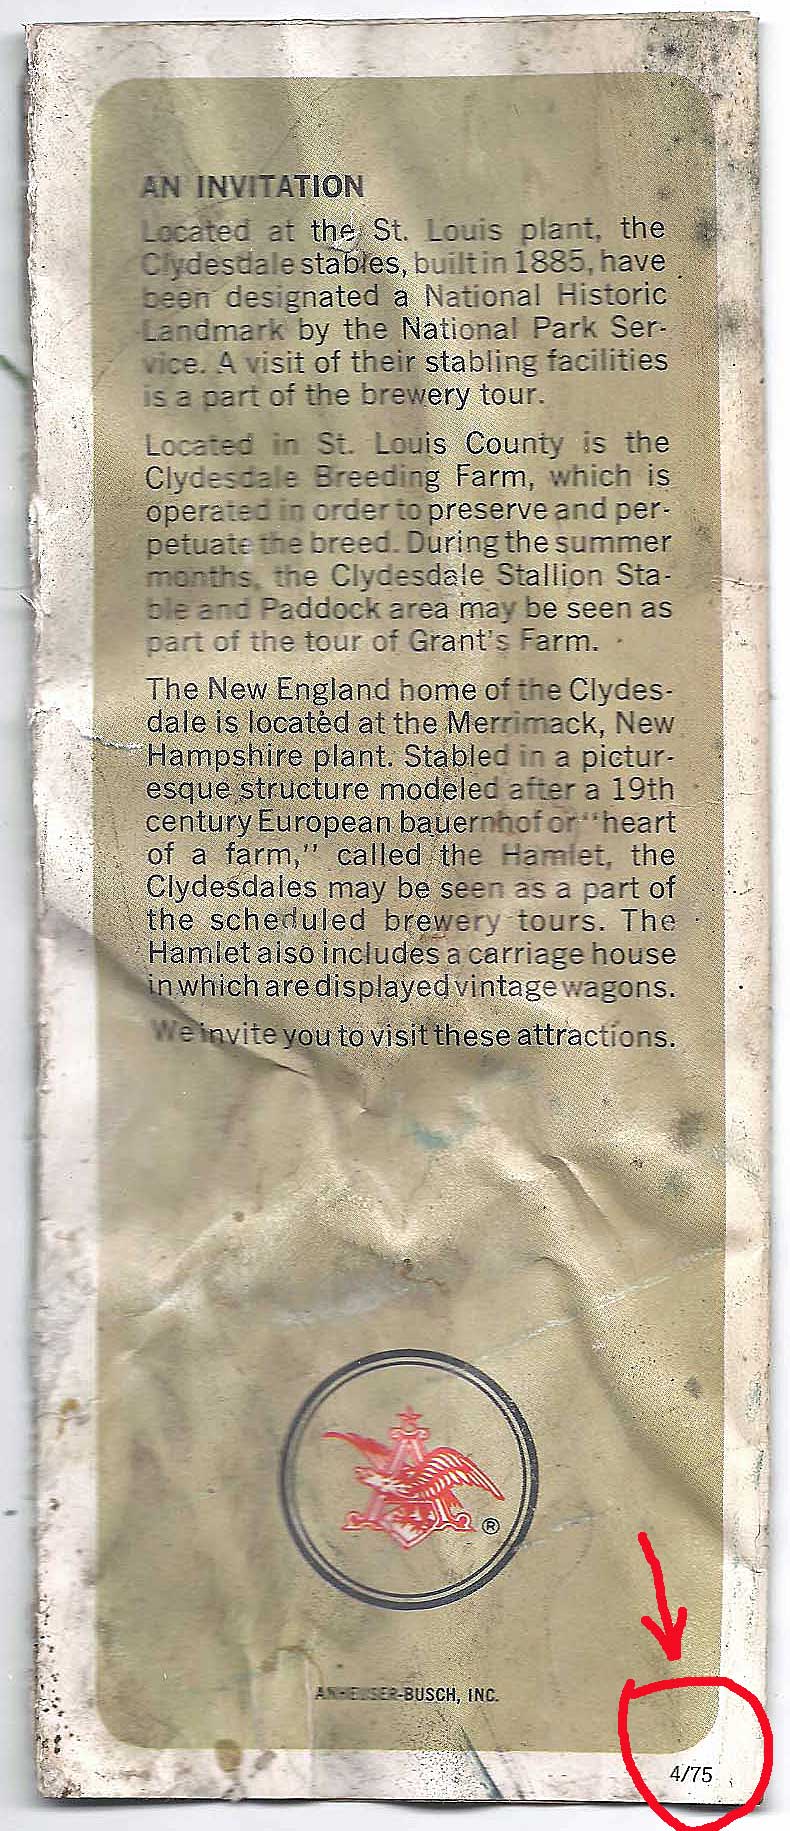 AN INVITATION
Located at the St. Louis plant, the
Clydesdale stables, built in 1885, have
been designated a National Historic
Landmark by the National Park Ser-
vice. A visit of their stabling facilities
is a part of the brewery tour.
Located in St. Louis County is the
Clydesdale Breeding Farm, which is
operated in order to preserve and per-
petuate the breed. During the summer
months, the Clydesdale Stallion Sta-
ble and Paddock area may be seen as
part of the tour of Grant's Farm.
The New England home of the Clydes-
dale is located at the Merrimack, New
Hampshire plant. Stabled in a pictur-
esque structure modeled after a 19th
century European bauernhof or "heart
of a farm," called the Hamlet, the
Clydesdales may be seen as a part of
the scheduled brewery tours. The
Hamlet also includes a carriage house
in which are displayed vintage wagons.
We invite you to visit these attractions.
A
®
ANHEUSER-BUSCH, INC.
4/75